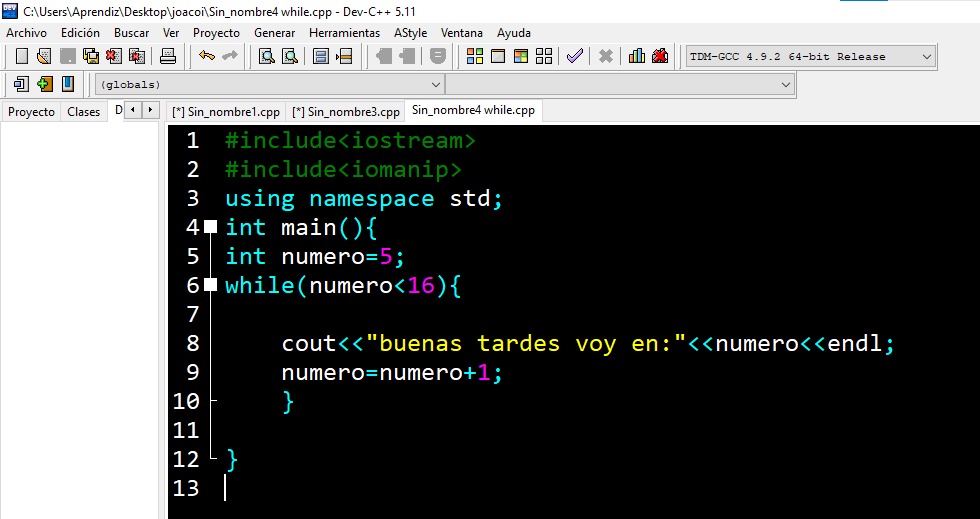 C:\Users\Aprendiz\Desktop\joacoi\Sin_nombre4 while.cpp - Dev-C++ 5.11
Archivo Edición Buscar Ver Proyecto Generar Herramientas AStyle Ventana Ayuda
TDM-GCC 4.9.2 64-bit Release
(globals)
Proyecto Clases D [*] Sin_nombre1.cpp [*] Sin_nombre3.cpp Sin_nombre4 while.cpp
1 #include<iostream>
2 #include<iomanip>
3 using namespace std;
4 int main(){
5 int numero=5;
6 while(numero<16){
7
8 cout<<"buenas tardes voy en:"<<numero<<endl;
9 numero=numero+1;
10 }
11
12 }
13